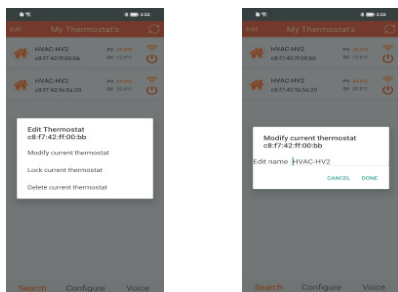 2:02
Edit My Thermostat's
HVAC-HV2
c8:f7:42:ff:00:bb
HVAC-HV2
c8:f7:42:5c:5e:20
Edit Thermostat
c8:f7:42:ff:00:bb
Modify current thermostat
Lock current thermostat
Delete current thermostat
Search Configure Voice
My Thermostat's
HVAC-HV2
c8:f7:42:ff:00:bb
HVAC-HV2
c8:f7:42:5c:5e:20
Modify current thermostat
c8:f7:42:ff:00:bb
Edit name HVAC-HV2
CANCEL DONE
Search Configure Voice